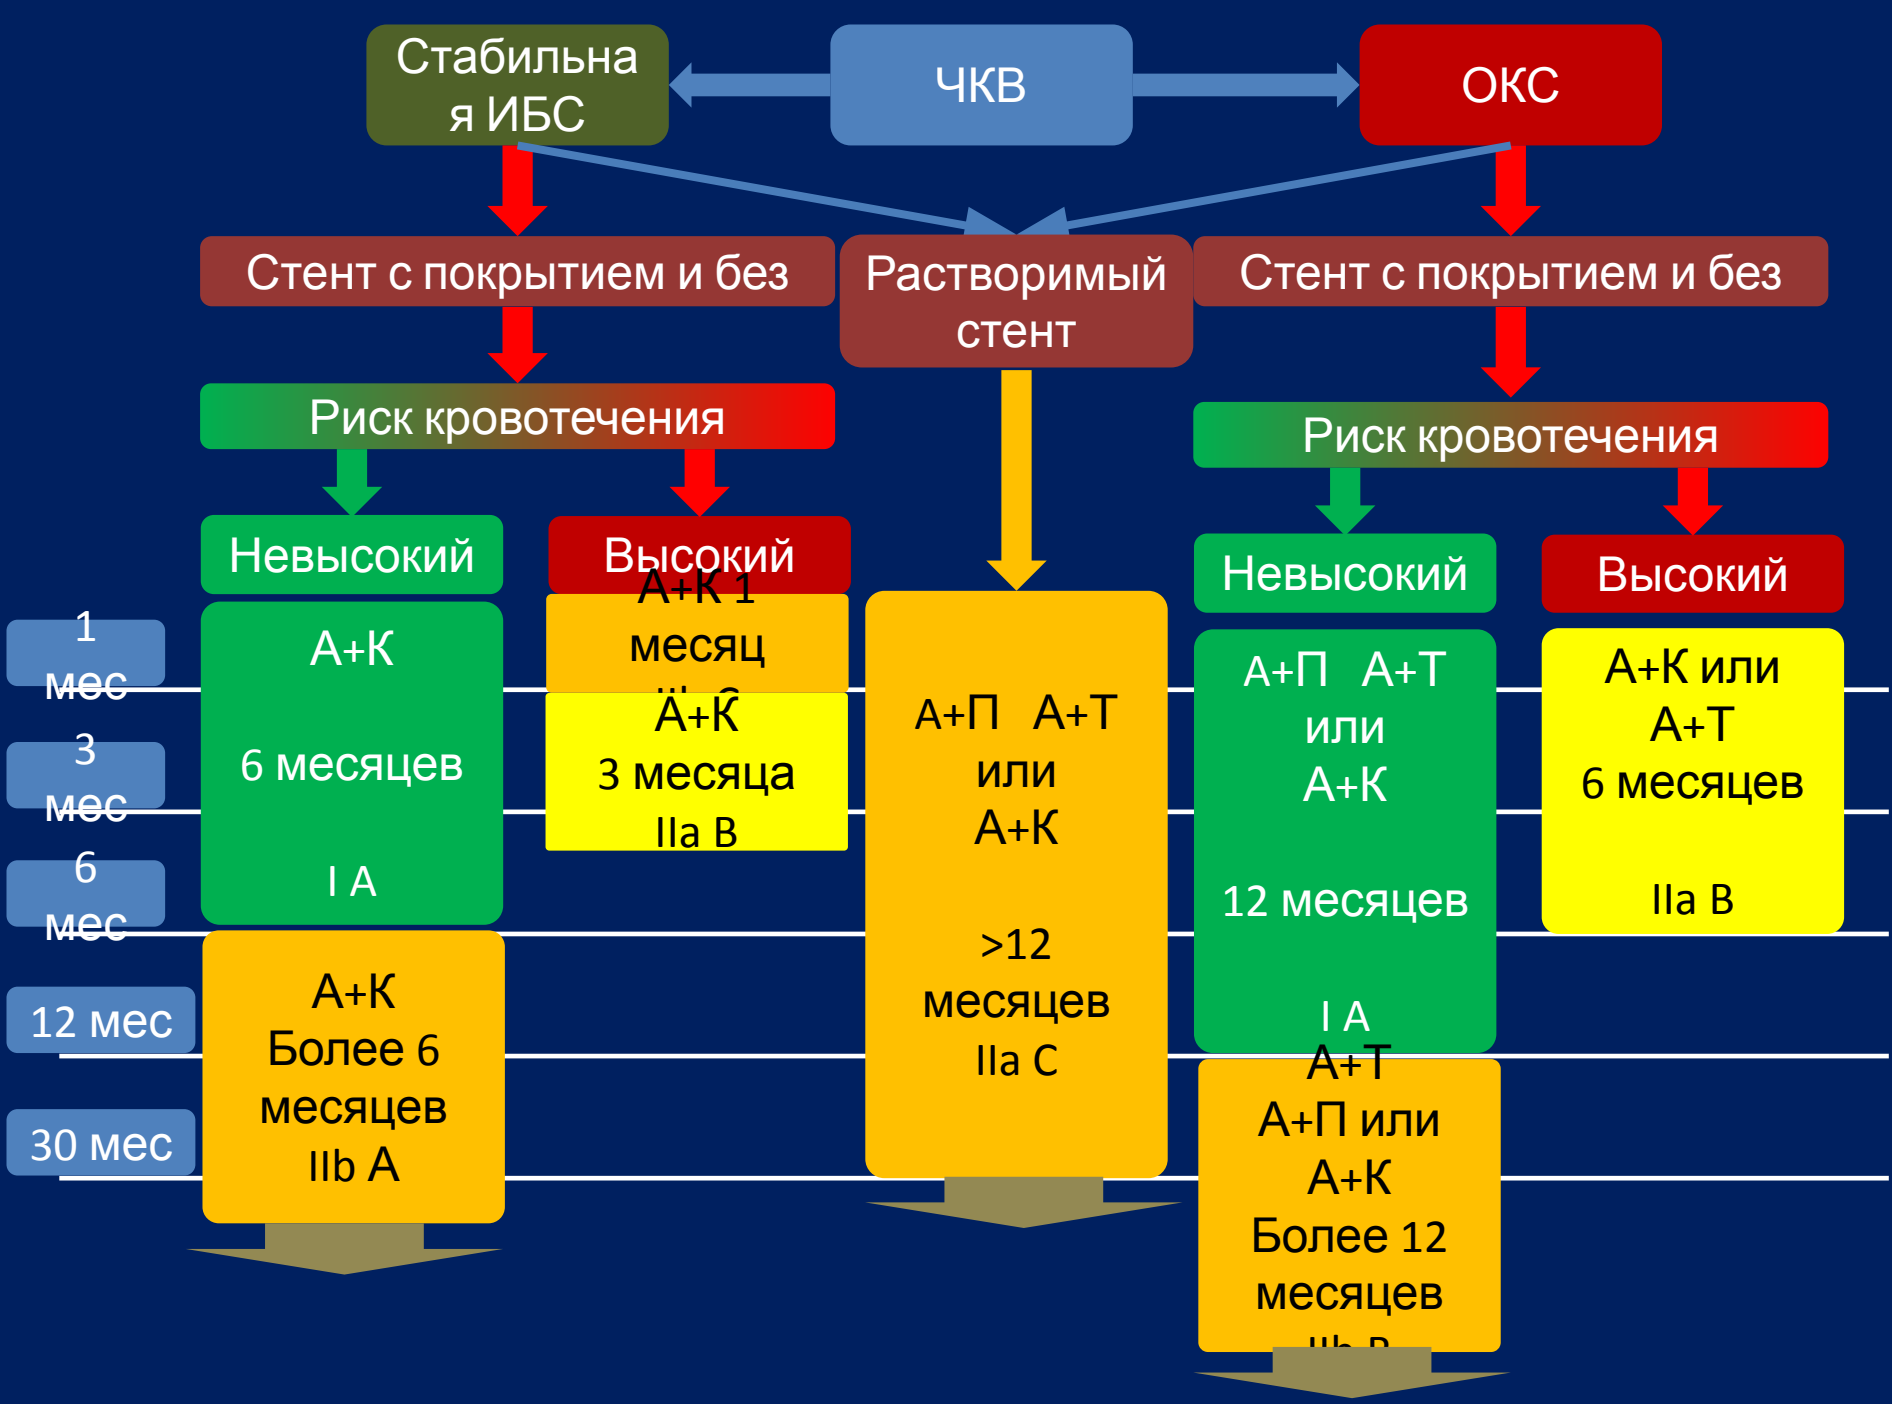 Стабильна
я ИБС
ЧКВ
ОКС
Стент с покрытием и без
Растворимый
стент
Стент с покрытием и без
Риск кровотечения
Риск кровотечения
Невысокий
Высокий
Невысокий
Высокий
1
мес
3
мес
6
мес
12 мес
30 мес
А+К
6 месяцев
I А
А+К
Более 6
месяцев
IIb А
А+К 1
месяц
IIb C
А+К
3 месяца
IIa B
А+П А+Т
или
А+К
>12
месяцев
IIa C
А+П А+Т
или
А+К
12 месяцев
I A
А+Т
А+П или
А+К
Более 12
месяцев
IIb B
А+К или
А+Т
6 месяцев
IIa B